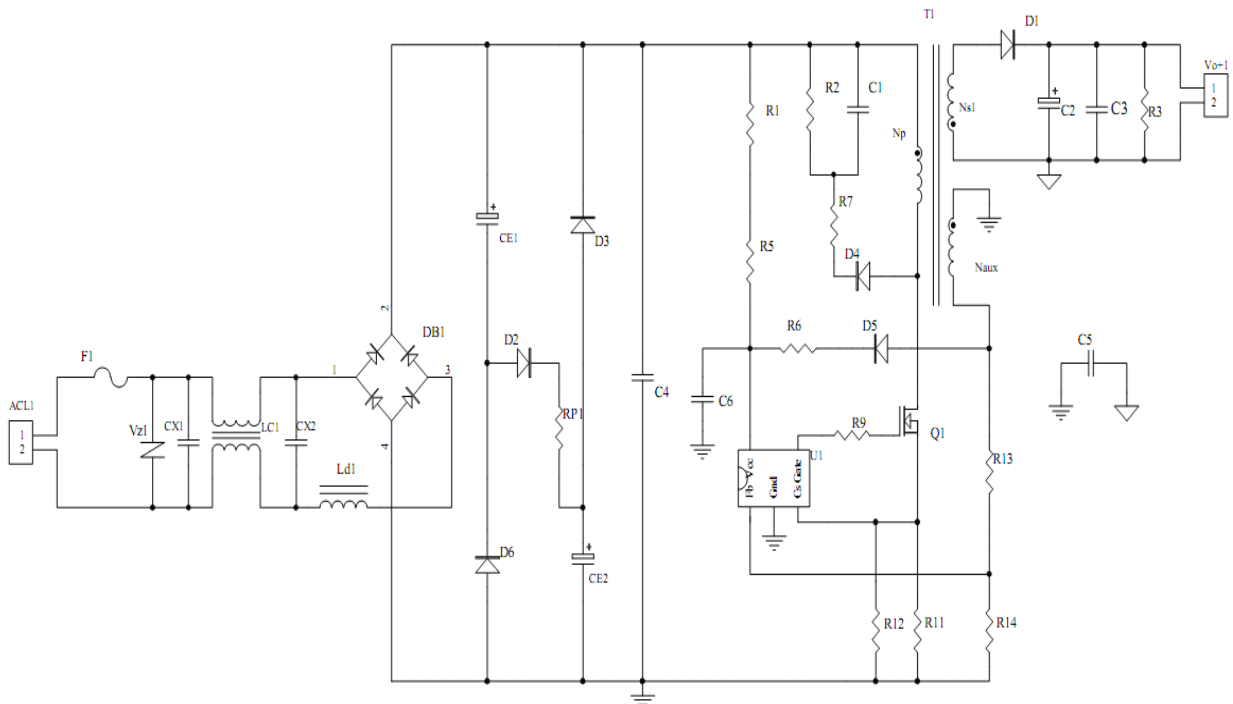 T1
D1
Vo+1
1
2
R2
C1
R1
Np
Ns1
C2
C3
R3
R7
CE1
D3
R5
D4
Naux
2
DB1
F1
R6
D5
D2
C5
1
3
ACL1
1
2
Vz1
CX1
LC1
CX2
RP1
C4
C6
R9
Q1
4
U1
Fb Vcc
Gnd
Cs Gate
R13
Ld1
D6
CE2
R12
R11
R14
+
+
+